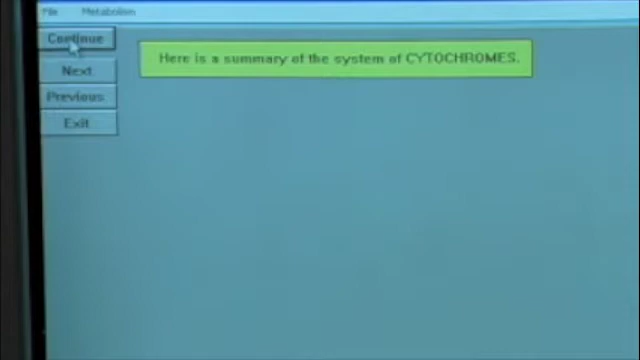 File Metabolism
Continue
Here is a summary of the system of CYTOCHROMES.
Next
Previous
Exit